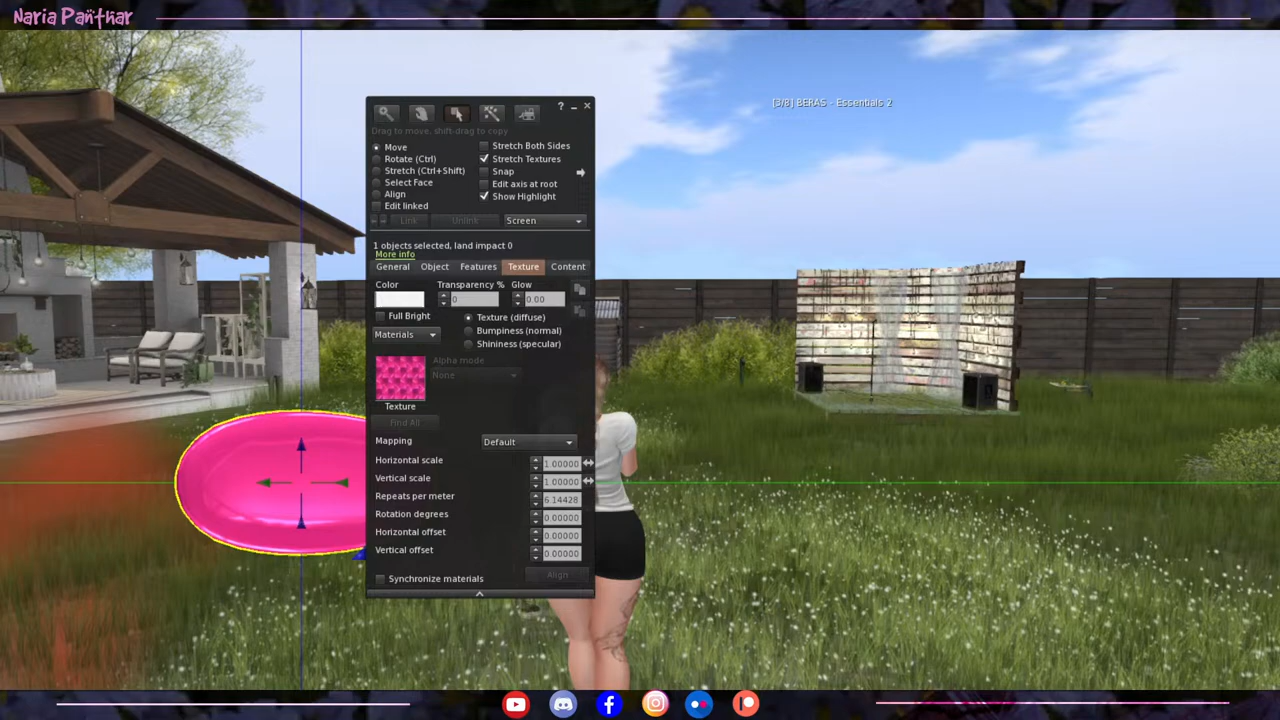 Naria Panthar
[3/8] BERAS - Essentials 2
?
Drag to move, shift-drag to copy
Move
Rotate (Ctrl)
Stretch (Ctrl+Shift)
Select Face
Align
Edit linked
Stretch Both Sides
Stretch Textures
Snap
Edit axis at root
Show Highlight
Link
Unlink
Screen
1 objects selected, land impact 0
More info
General
Object
Features
Texture
Content
Color
Transparency %
Glow
0
0.00
Full Bright
Materials
Texture (diffuse)
Bumpiness (normal)
Shininess (specular)
Alpha mode
None
Texture
Find All
Mapping
Default
Horizontal scale
1.00000
Vertical scale
1.00000
Repeats per meter
6.14428
Rotation degrees
0.00000
Horizontal offset
0.00000
Vertical offset
0.00000
Synchronize materials
Align